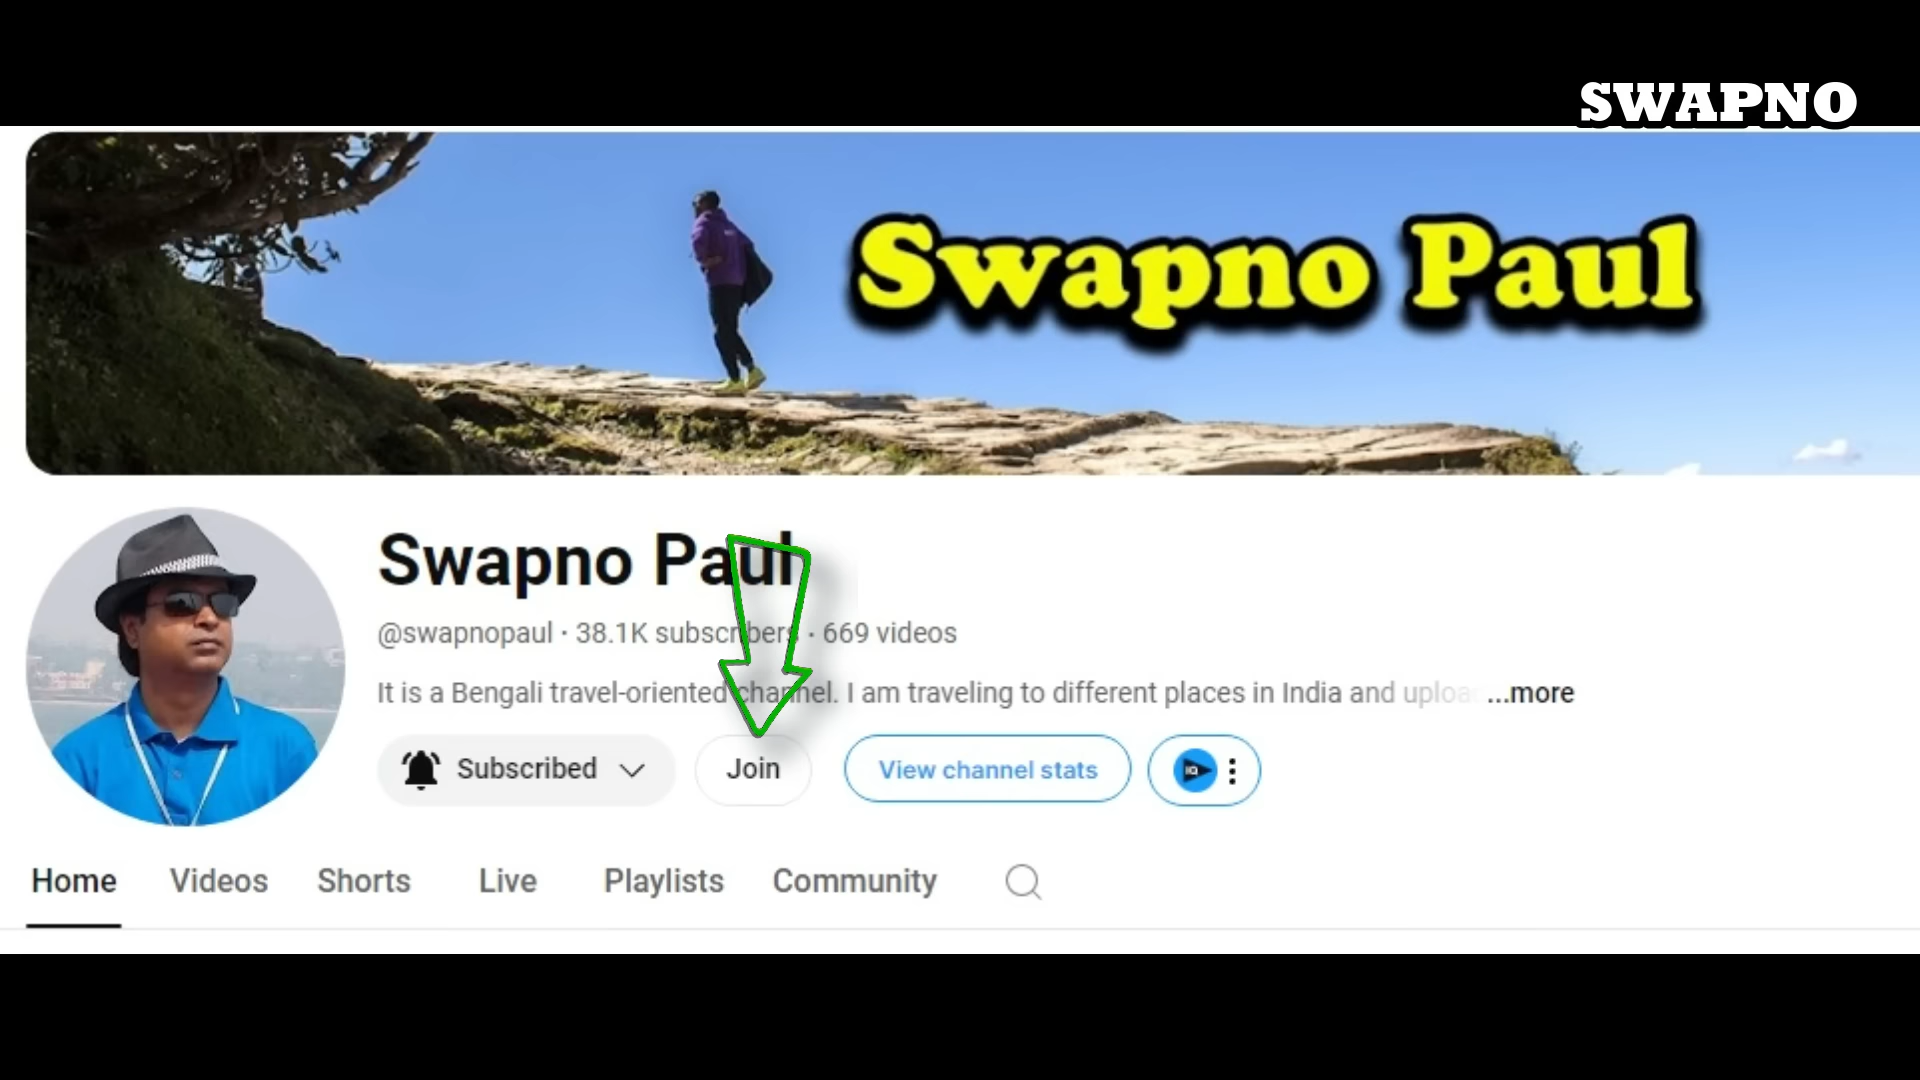 SWAPNO
Swapno Paul
Swapno Paul
@swapnopaul · 38.1K subscribers · 669 videos
It is a Bengali travel-oriented channel. I am traveling to different places in India and uploa ...more
Subscribed
Join
View channel stats
IQ
Home Videos Shorts Live Playlists Community